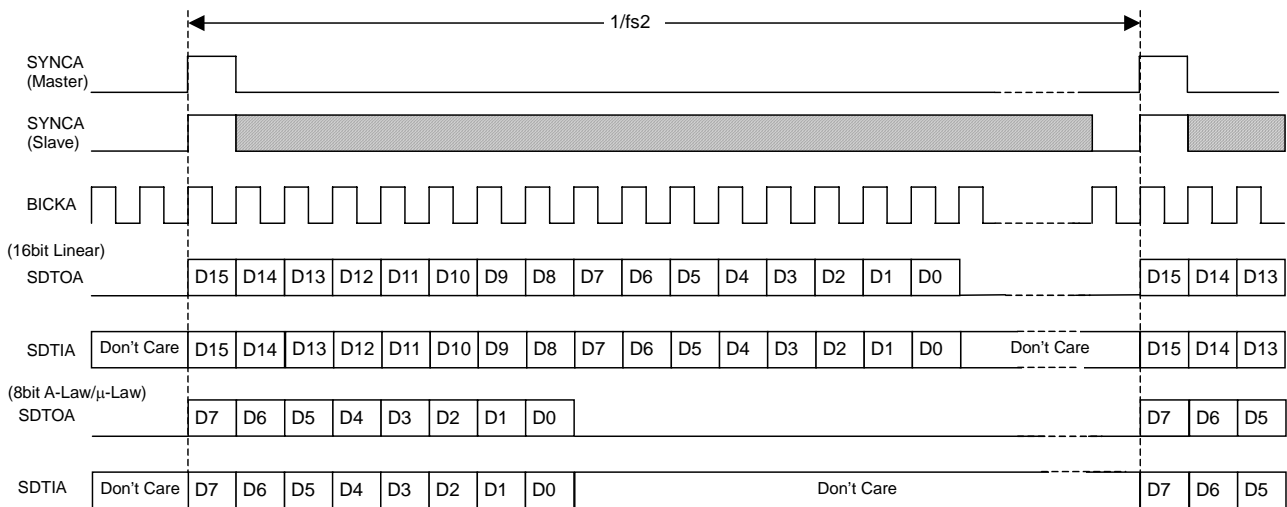 1/fs2
SYNCA
(Master)
SYNCA
(Slave)
BICKA
(16bit Linear)
SDTOA D15 D14 D13 D12 D11 D10 D9 D8 D7 D6 D5 D4 D3 D2 D1 D0 D15 D14 D13
SDTIA Don't Care D15 D14 D13 D12 D11 D10 D9 D8 D7 D6 D5 D4 D3 D2 D1 D0 Don't Care D15 D14 D13
(8bit A-Law/μ-Law)
SDTOA D7 D6 D5 D4 D3 D2 D1 D0 D7 D6 D5
SDTIA Don't Care D7 D6 D5 D4 D3 D2 D1 D0 Don't Care D7 D6 D5